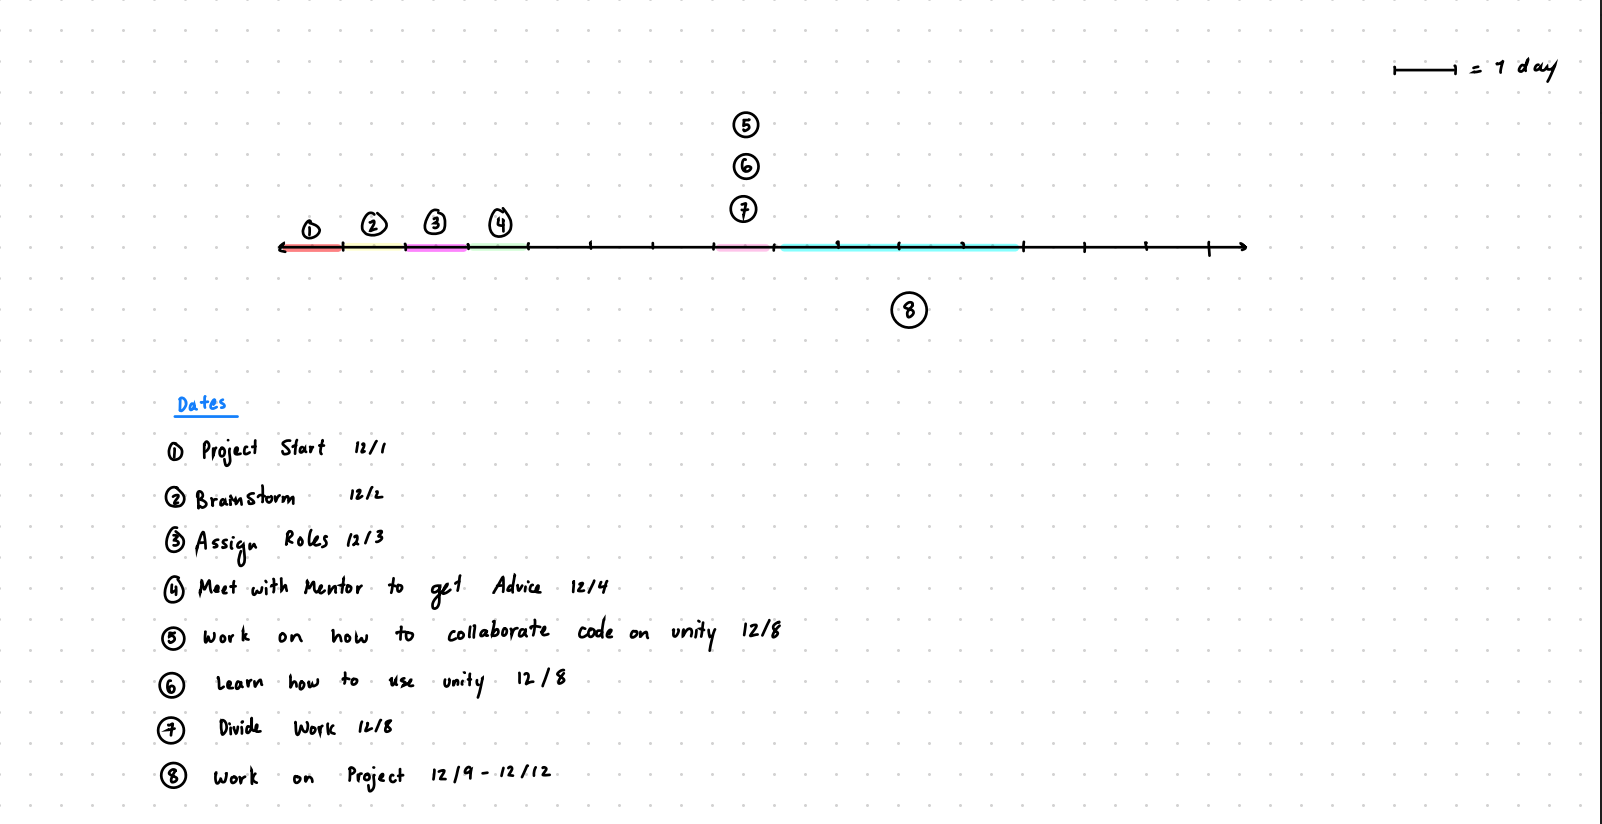 = 1 day
5
6
7
1 2 3 4
8
Dates
1 Project Start 12/1
2 Brainstorm 12/2
3 Assign Roles 12/3
4 Meet with Mentor to get Advice 12/4
5 Work on how to collaborate code on unity 12/8
6 Learn how to use unity 12/8
7 Divide Work 12/8
8 Work on Project 12/9 - 12/12